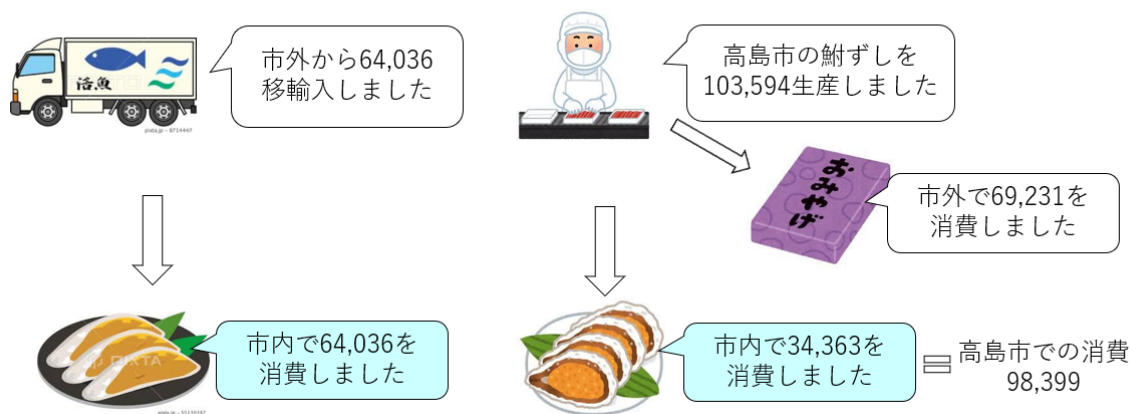 市外から64,036
移輸入しました
活魚
pixta.jp - 8714447
高島市の鮒ずしを
103,594生産しました
おみやげ
市外で69,231を
消費しました
市内で64,036を
消費しました
市内で34,363を
消費しました
=
高島市での消費
98,399